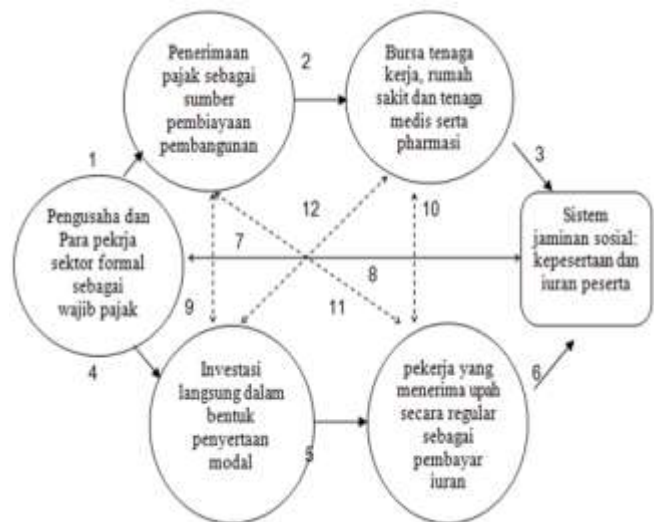 Penerimaan
pajak sebagai
sumber
pembiayaan
pembangunan
2
Bursa tenaga
kerja, rumah
sakit dan tenaga
medis serta
pharmasi
1
3
Pengusaha dan
Para pekrja
sektor formal
sebagai
wajib pajak
12
10
7
8
9
11
Sistem
jaminan sosial:
kepesertaan dan
iuran peserta
4
Investasi
langsung dalam
bentuk
penyertaan
modal
5
pekerja yang
menerima upah
secara regular
sebagai
pembayar
iuran
6